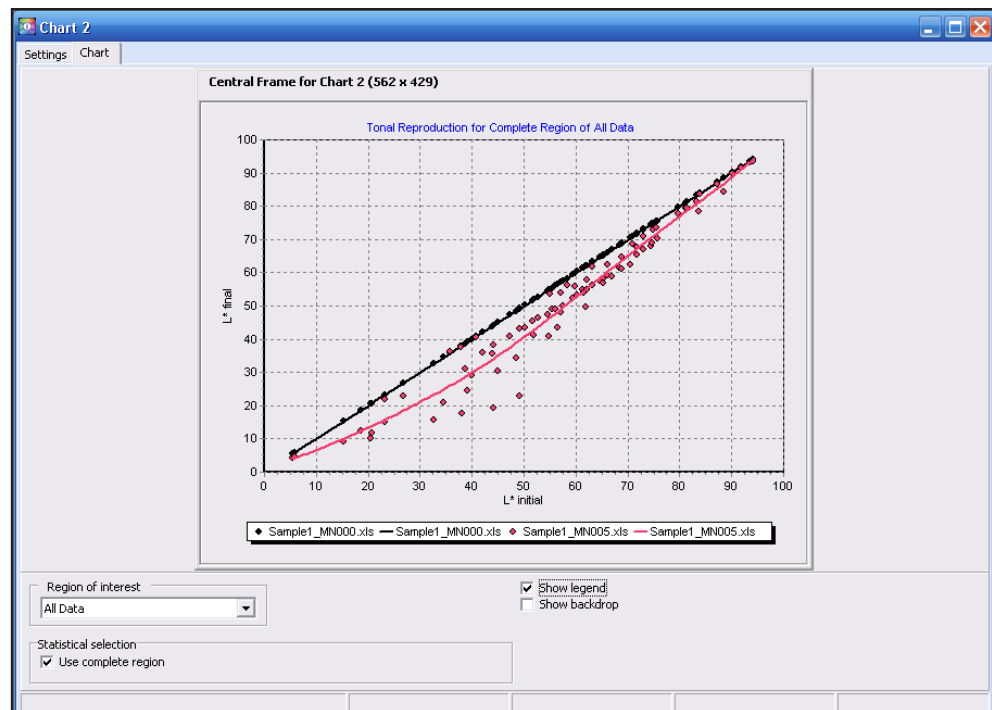 Chart 2
Settings Chart
Central Frame for Chart 2 (562 x 429)
Tonal Reproduction for Complete Region of All Data
100
90
80
70
60
50
40
30
20
10
0
L* final
0 10 20 30 40 50 60 70 80 90 100
L* initial
Sample1_MN000.xls Sample1_MN000.xls Sample1_MN005.xls Sample1_MN005.xls
Region of interest
All Data
Show legend
Show backdrop
Statistical selection
Use complete region